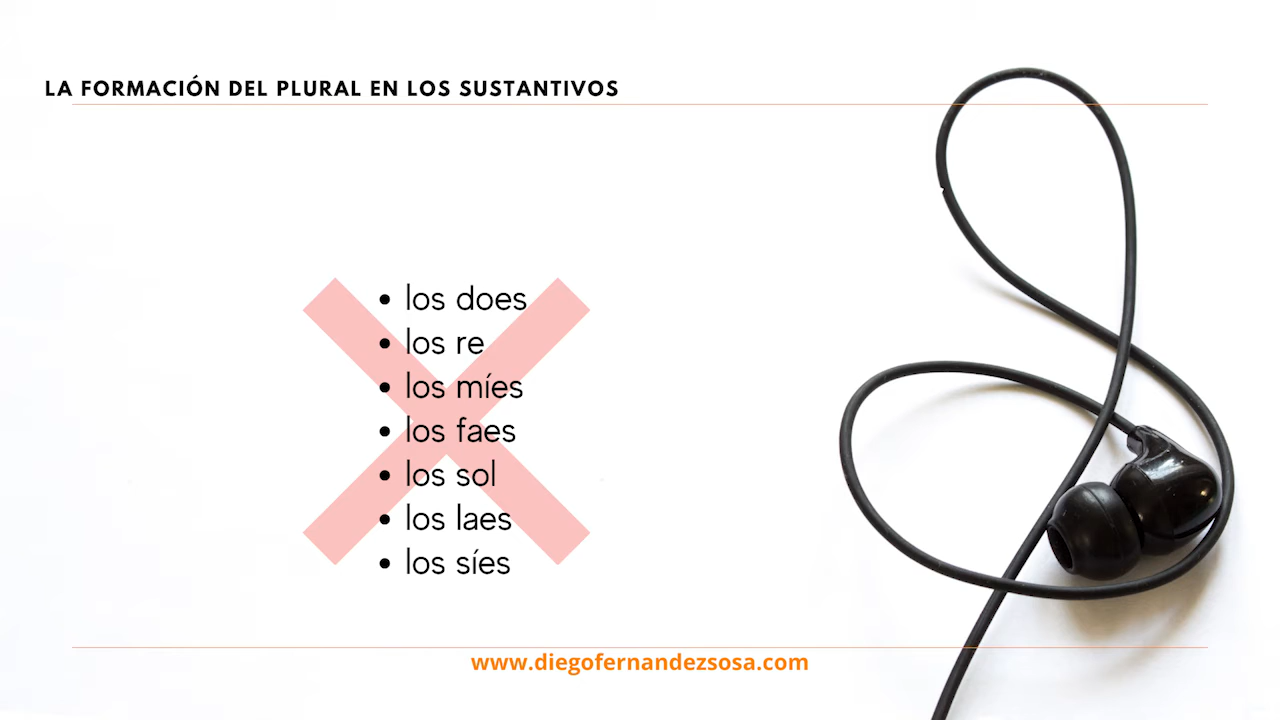 LA FORMACIÓN DEL PLURAL EN LOS SUSTANTIVOS
• los does
• los re
• los míes
• los faes
• los sol
• los laes
• los síes
www.diegofernandezsosa.com